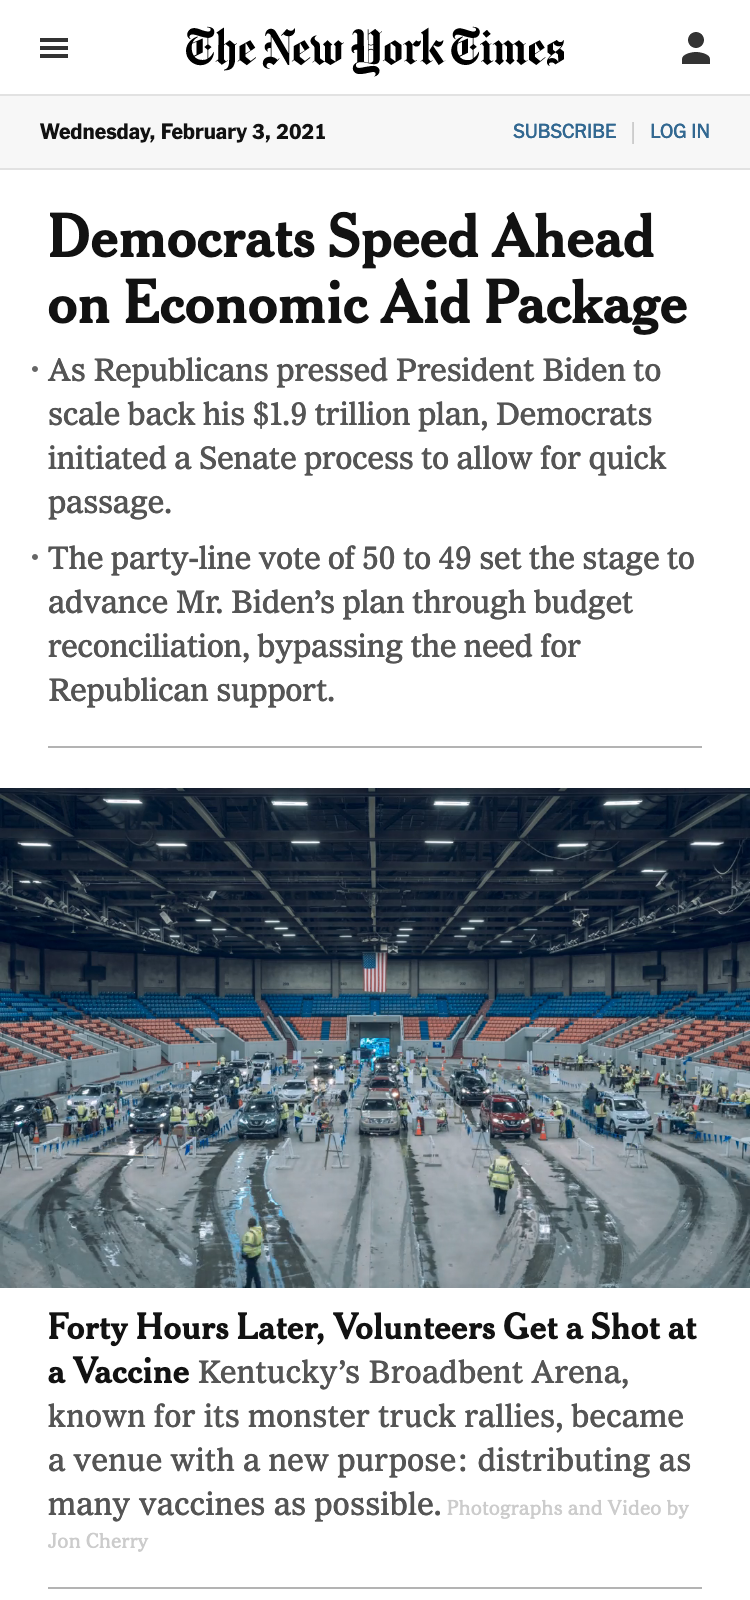 The New York Times
Wednesday, February 3, 2021
SUBSCRIBE | LOG IN
Democrats Speed Ahead
on Economic Aid Package
• As Republicans pressed President Biden to
scale back his $1.9 trillion plan, Democrats
initiated a Senate process to allow for quick
passage.
• The party-line vote of 50 to 49 set the stage to
advance Mr. Biden’s plan through budget
reconciliation, bypassing the need for
Republican support.
Forty Hours Later, Volunteers Get a Shot at
a Vaccine Kentucky’s Broadbent Arena,
known for its monster truck rallies, became
a venue with a new purpose: distributing as
many vaccines as possible. Photographs and Video by
Jon Cherry